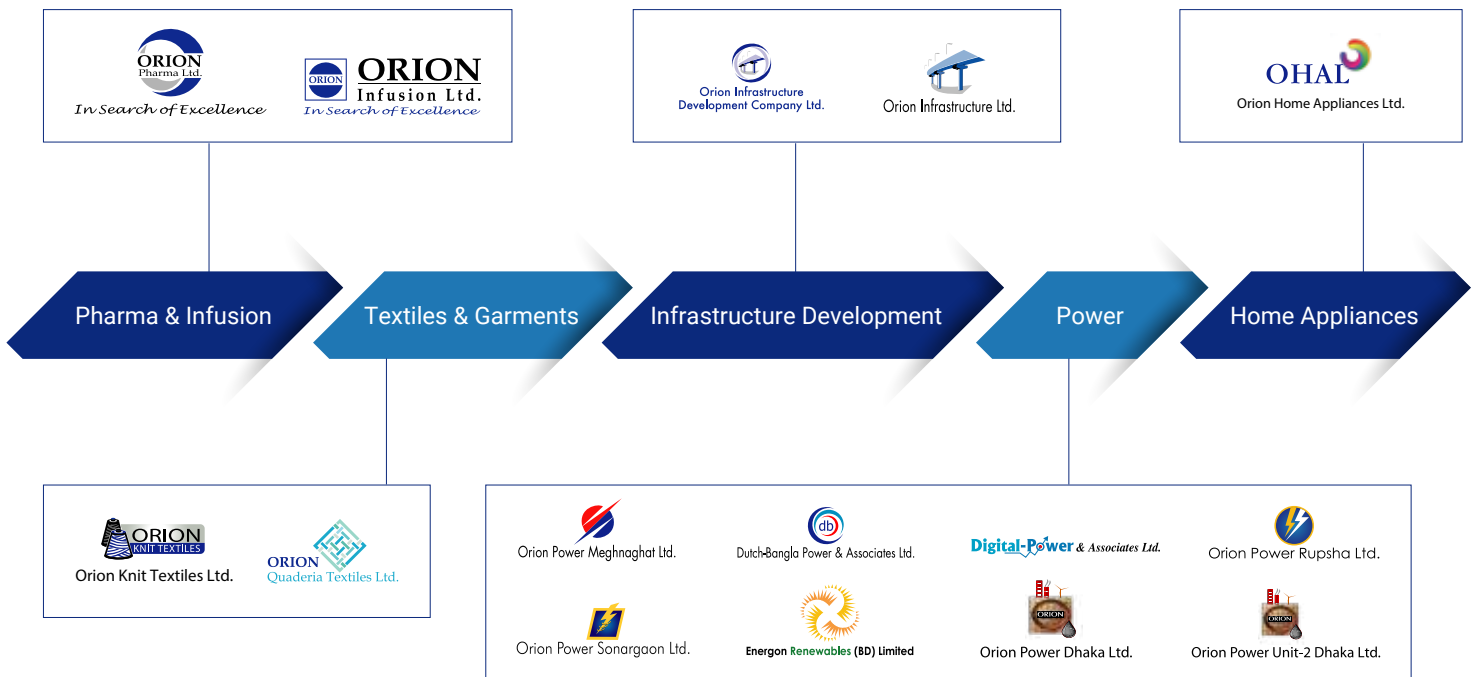 ORION
Pharma Ltd.
In Search of Excellence
ORION
ORION
Infusion Ltd.
In Search of Excellence
Orion Infrastructure
Development Company Ltd.
Orion Infrastructure Ltd.
OHAL
Orion Home Appliances Ltd.
Pharma & Infusion
Textiles & Garments
Infrastructure Development
Power
Home Appliances
ORION
KNIT TEXTILES
Orion Knit Textiles Ltd.
ORION
Quaderia Textiles Ltd.
Orion Power Meghnaghat Ltd.
db
Dutch-Bangla Power & Associates Ltd.
Digital-Power & Associates Ltd.
Orion Power Rupsha Ltd.
Orion Power Sonargaon Ltd.
Energon Renewables (BD) Limited
ORION
Orion Power Dhaka Ltd.
ORION
Orion Power Unit-2 Dhaka Ltd.